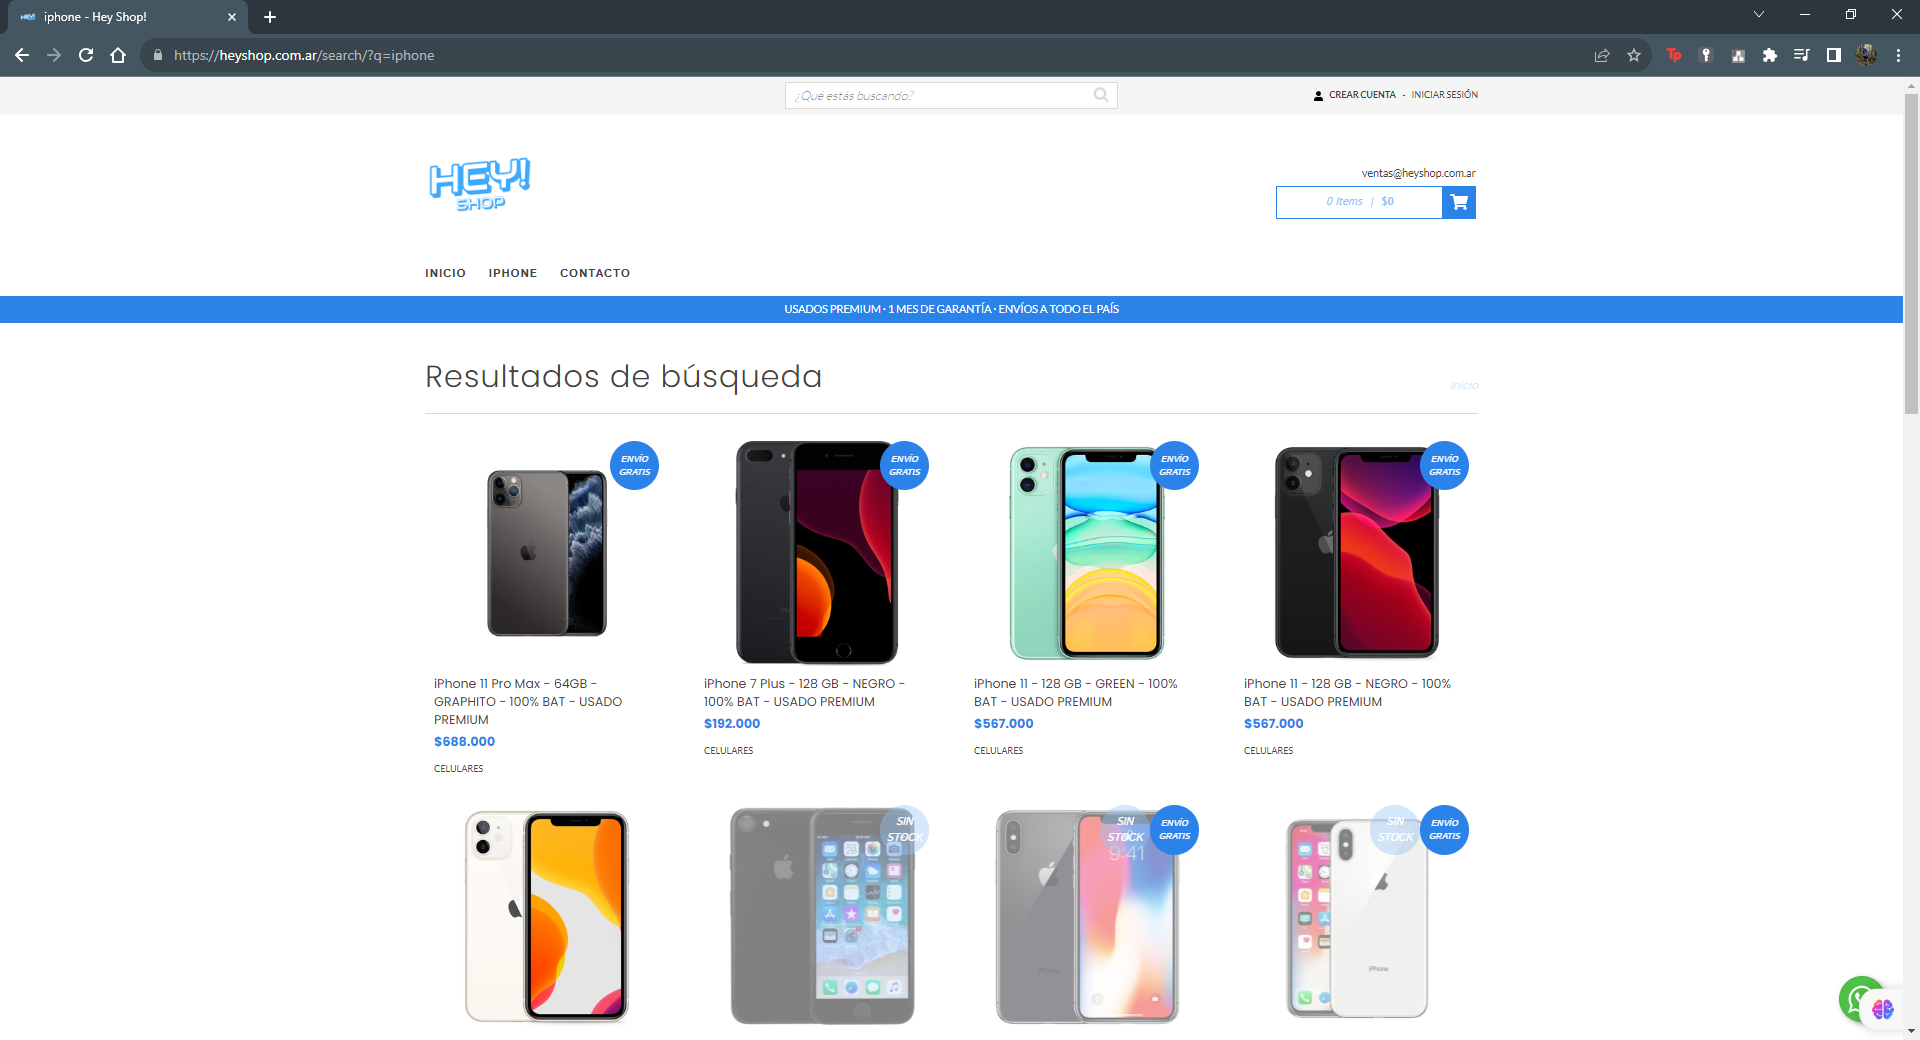 iphone - Hey Shop!
https://heyshop.com.ar/search/?q=iphone
¿Qué estás buscando?
CREAR CUENTA - INICIAR SESIÓN
HEY!
SHOP
ventas@heyshop.com.ar
0 Items | $0
INICIO IPHONE CONTACTO
USADOS PREMIUM · 1 MES DE GARANTÍA · ENVÍOS A TODO EL PAÍS
Resultados de búsqueda
Inicio
ENVÍO
GRATIS
ENVÍO
GRATIS
ENVÍO
GRATIS
ENVÍO
GRATIS
iPhone 11 Pro Max - 64GB -
GRAPHITO - 100% BAT - USADO
PREMIUM
$688.000
CELULARES
iPhone 7 Plus - 128 GB - NEGRO -
100% BAT - USADO PREMIUM
$192.000
CELULARES
iPhone 11 - 128 GB - GREEN - 100%
BAT - USADO PREMIUM
$567.000
CELULARES
iPhone 11 - 128 GB - NEGRO - 100%
BAT - USADO PREMIUM
$567.000
CELULARES
SIN
STOCK
SIN
STOCK
ENVÍO
GRATIS
9:41
iPhone
SIN
STOCK
ENVÍO
GRATIS
iPhone